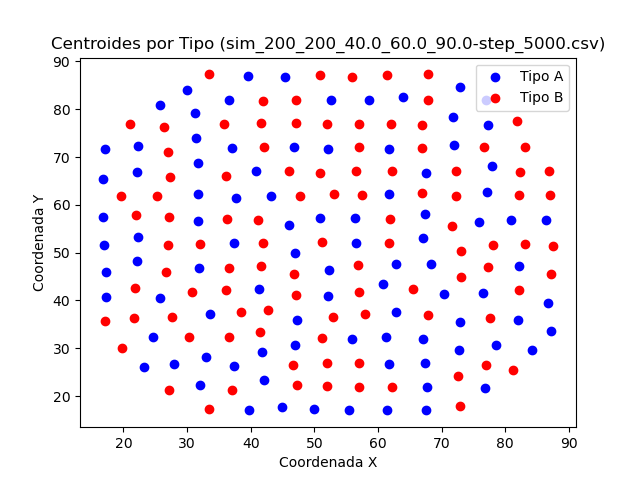 Centroides por Tipo (sim_200_200_40.0_60.0_90.0-step_5000.csv)
Tipo A
Tipo B
90
80
70
60
50
40
30
20
Coordenada Y
20 30 40 50 60 70 80 90
Coordenada X